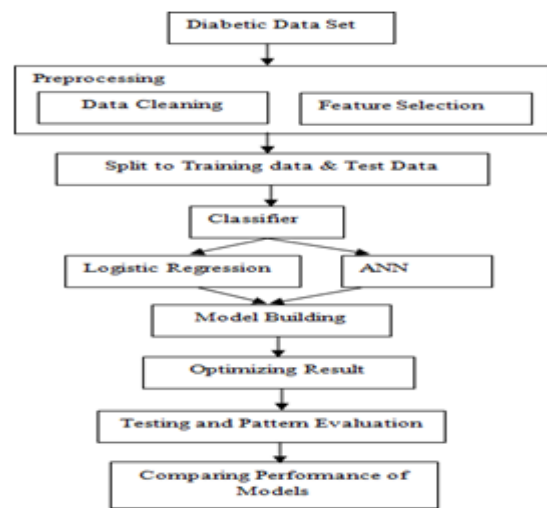 Diabetic Data Set
Preprocessing
Data Cleaning
Feature Selection
Split to Training data & Test Data
Classifier
Logistic Regression
ANN
Model Building
Optimizing Result
Testing and Pattern Evaluation
Comparing Performance of
Models